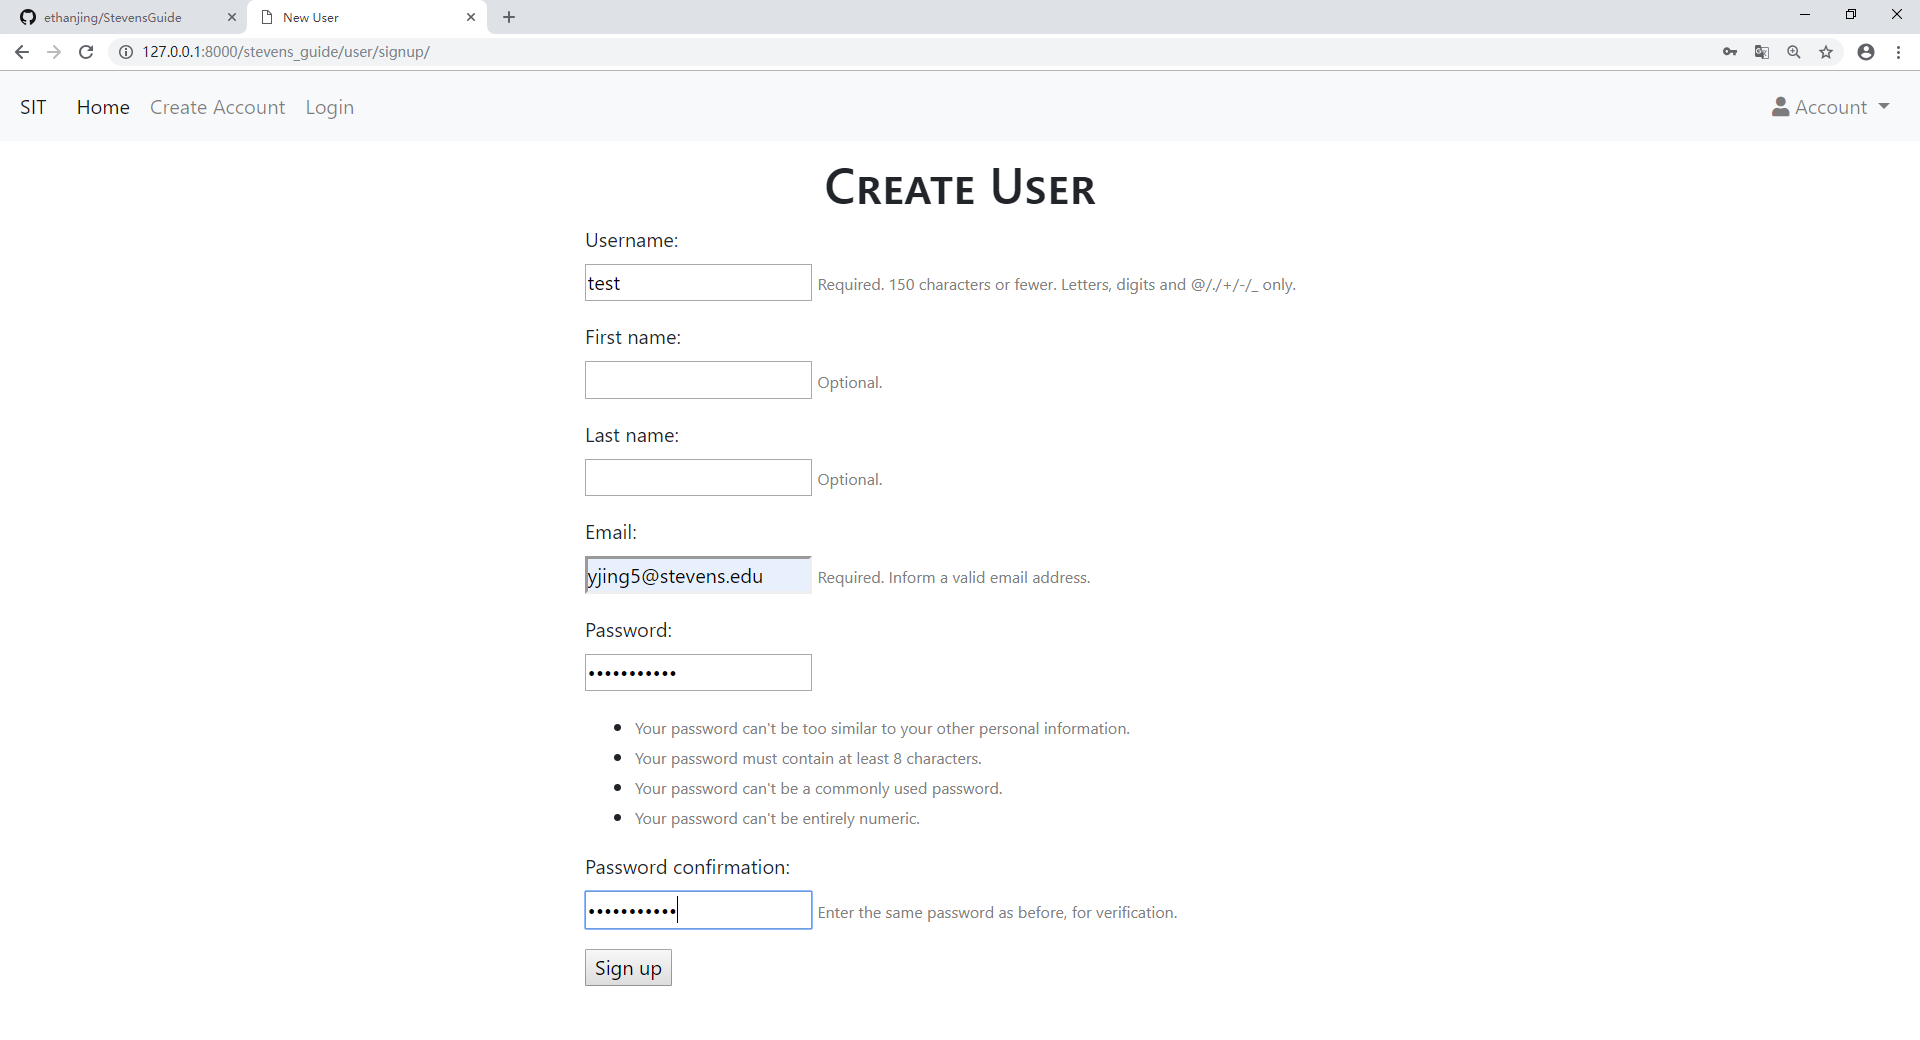 ethanjing/StevensGuide New User
127.0.0.1:8000/stevens_guide/user/signup/
SIT Home Create Account Login Account
Create User
Username:
test Required. 150 characters or fewer. Letters, digits and @/./+/-/_ only.
First name:
Optional.
Last name:
Optional.
Email:
yjing5@stevens.edu Required. Inform a valid email address.
Password:
•••••••••••
• Your password can't be too similar to your other personal information.
• Your password must contain at least 8 characters.
• Your password can't be a commonly used password.
• Your password can't be entirely numeric.
Password confirmation:
••••••••••• Enter the same password as before, for verification.
Sign up